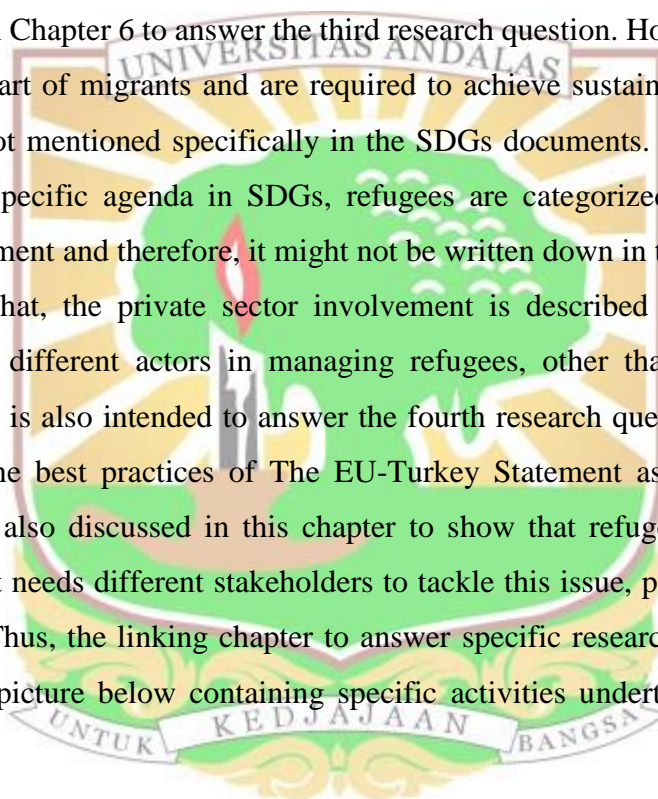 Chapter 6 to answer the third research question. Ho
UNIVERSITAS ANDALAS
art of migrants and are required to achieve sustain
ot mentioned specifically in the SDGs documents.
pecific agenda in SDGs, refugees are categorized
ment and therefore, it might not be written down in t
hat, the private sector involvement is described
different actors in managing refugees, other tha
is also intended to answer the fourth research que
he best practices of The EU-Turkey Statement as
also discussed in this chapter to show that refug
t needs different stakeholders to tackle this issue, p
Thus, the linking chapter to answer specific researc
picture below containing specific activities undert
UNTUK KEDJAJAAN BANGSA